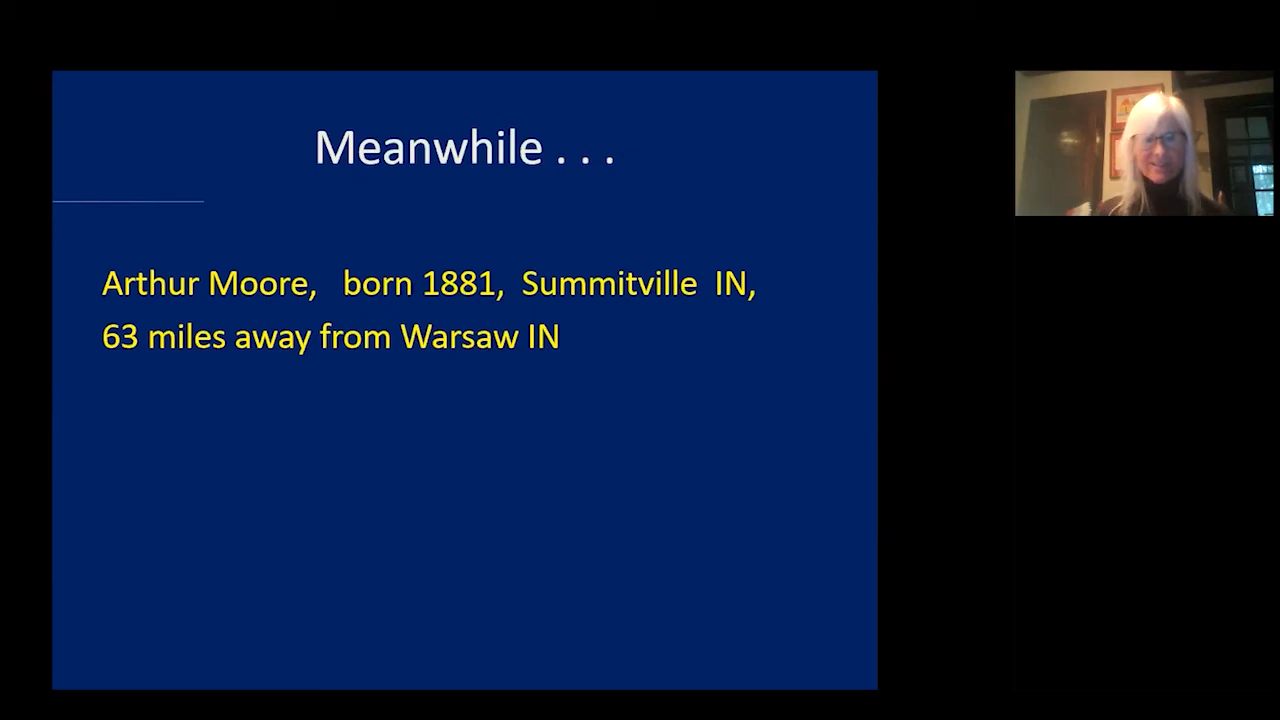 Meanwhile . . .
Arthur Moore, born 1881, Summitville IN,
63 miles away from Warsaw IN